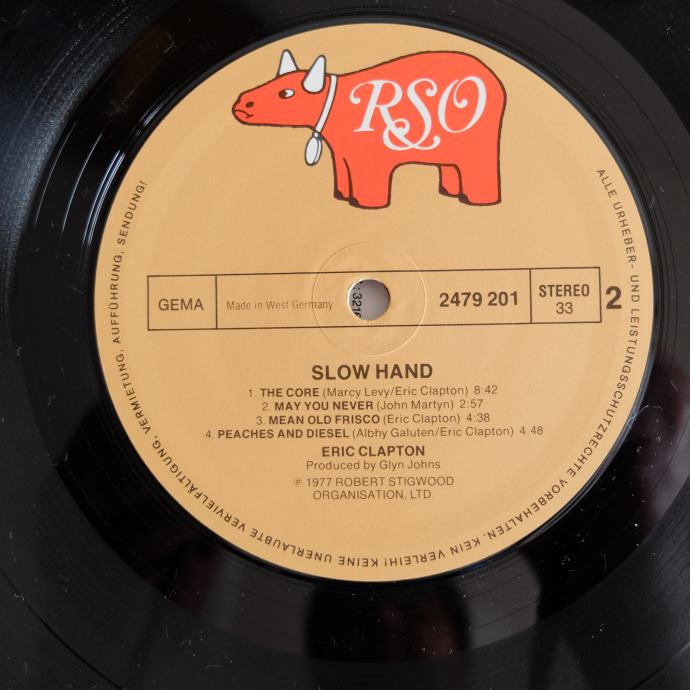 RSO
GEMA
Made in West Germany
2479 201
STEREO
33
2
SLOW HAND
1. THE CORE (Marcy Levy/Eric Clapton) 8:42
2. MAY YOU NEVER (John Martyn) 2:57
3. MEAN OLD FRISCO (Eric Clapton) 4:38
4. PEACHES AND DIESEL (Albhy Galuten/Eric Clapton) 4:48
ERIC CLAPTON
Produced by Glyn Johns
℗ 1977 ROBERT STIGWOOD
ORGANISATION, LTD.
ALLE URHEBER- UND LEISTUNGSSCHUTZRECHTE VORBEHALTEN. KEIN VERLEIH! KEINE UNERLAUBTE VERVIELFÄLTIGUNG, VERMIETUNG, AUFFÜHRUNG, SENDUNG!